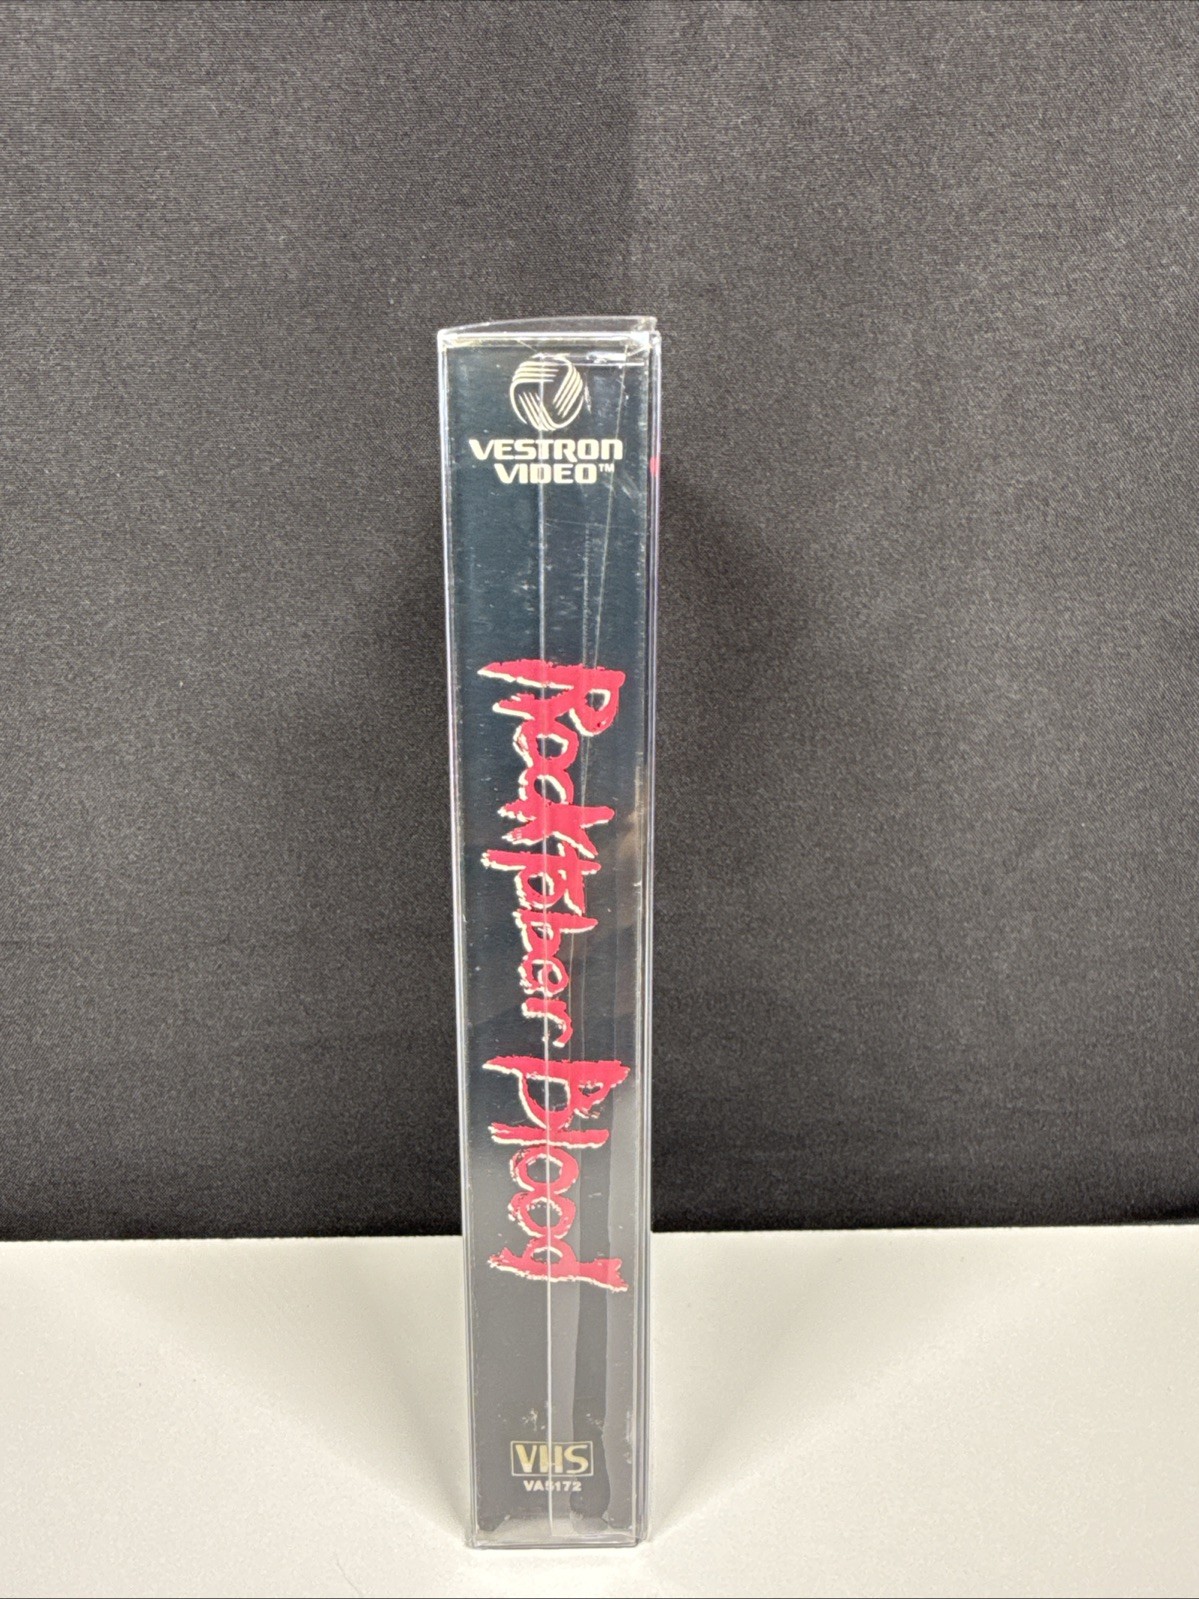 VESTRON
VIDEO™
Rocktober Blood
VHS
VA5172